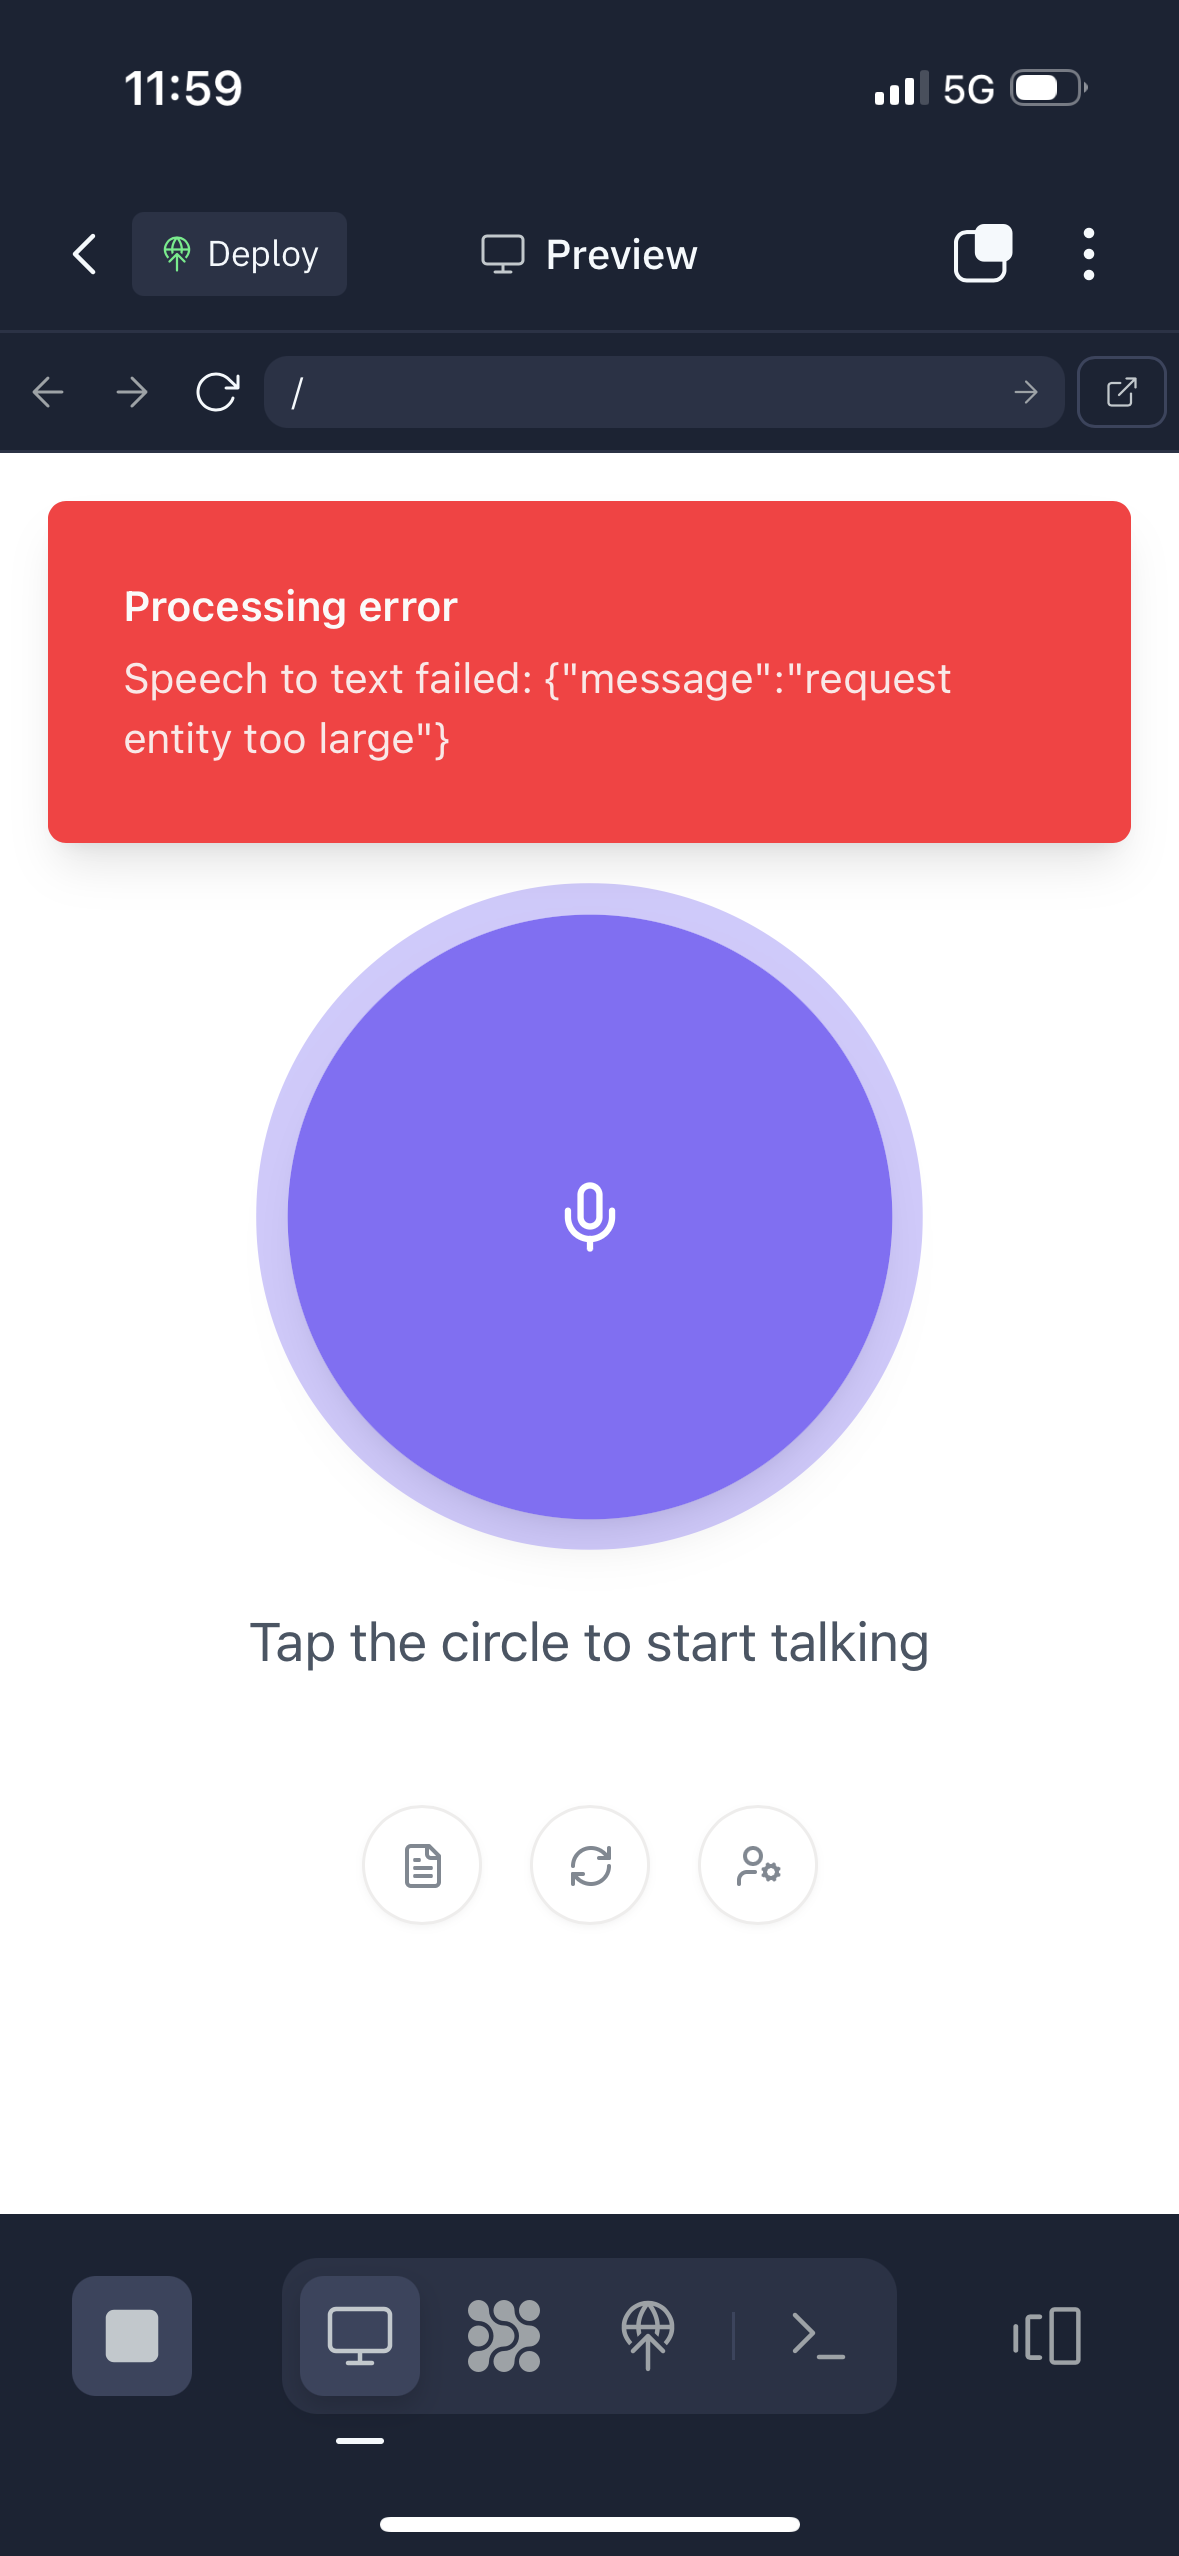 11:59
5G
Deploy
Preview
/
Processing error
Speech to text failed: {"message":"request
entity too large"}
Tap the circle to start talking